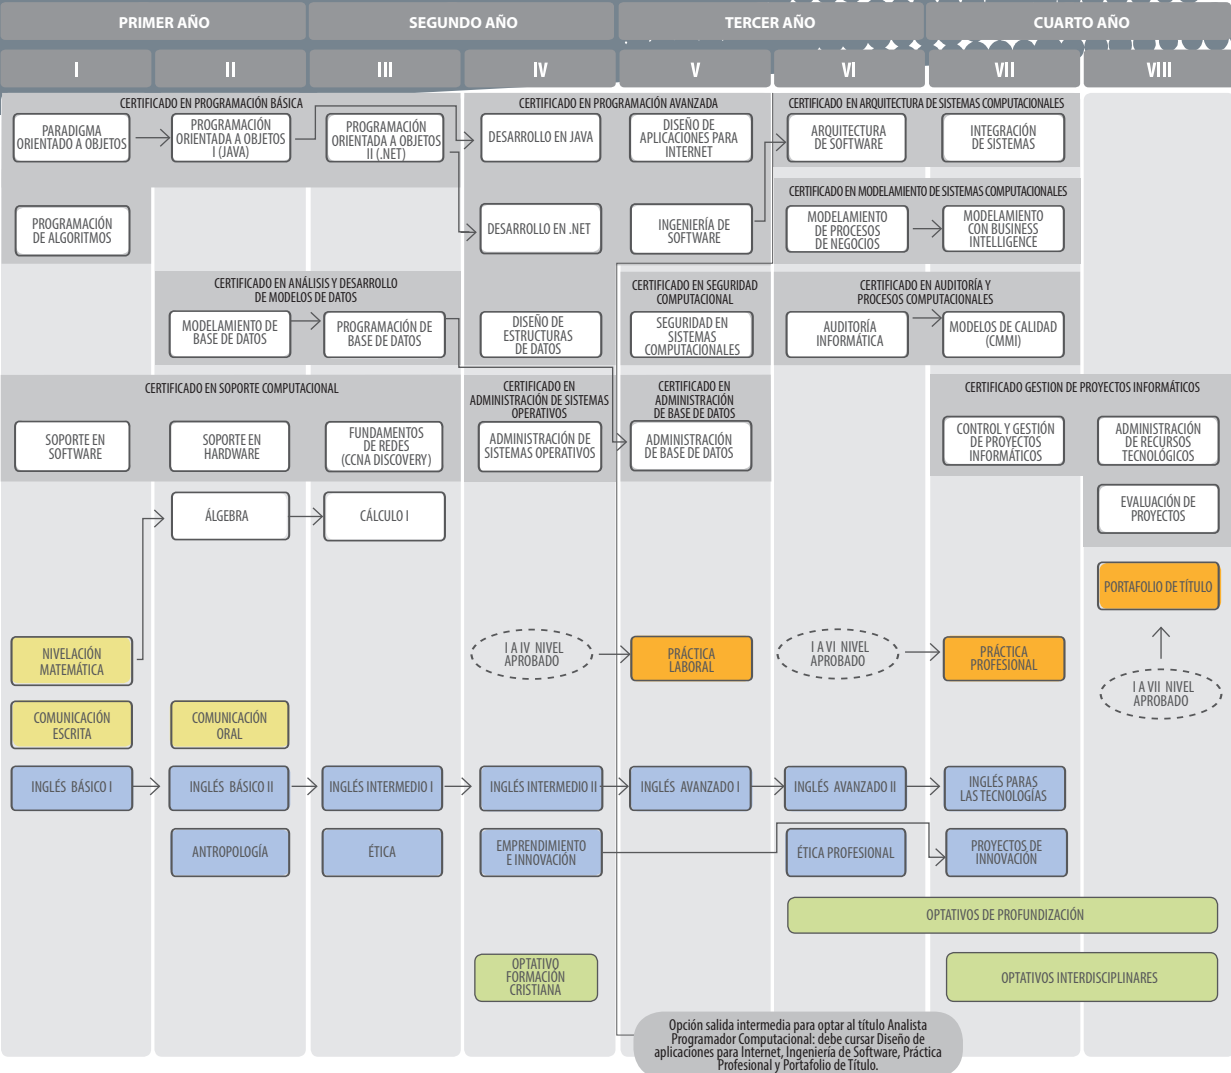 PRIMER AÑO
SEGUNDO AÑO
TERCER AÑO
CUARTO AÑO
I
II
III
IV
V
VI
VII
VIII
CERTIFICADO EN PROGRAMACIÓN BÁSICA
CERTIFICADO EN PROGRAMACIÓN AVANZADA
CERTIFICADO EN ARQUITECTURA DE SISTEMAS COMPUTACIONALES
PARADIGMA
ORIENTADO A OBJETOS
PROGRAMACIÓN
ORIENTADA A OBJETOS
I (JAVA)
PROGRAMACIÓN
ORIENTADA A OBJETOS
II (.NET)
DESARROLLO EN JAVA
DISEÑO DE
APLICACIONES PARA
INTERNET
ARQUITECTURA
DE SOFTWARE
INTEGRACIÓN
DE SISTEMAS
CERTIFICADO EN MODELAMIENTO DE SISTEMAS COMPUTACIONALES
PROGRAMACIÓN
DE ALGORITMOS
DESARROLLO EN .NET
INGENIERÍA DE
SOFTWARE
MODELAMIENTO
DE PROCESOS
DE NEGOCIOS
MODELAMIENTO
CON BUSINESS
INTELLIGENCE
CERTIFICADO EN ANÁLISIS Y DESARROLLO
DE MODELOS DE DATOS
CERTIFICADO EN SEGURIDAD
COMPUTACIONAL
CERTIFICADO EN AUDITORÍA Y
PROCESOS COMPUTACIONALES
MODELAMIENTO DE
BASE DE DATOS
PROGRAMACIÓN DE
BASE DE DATOS
DISEÑO DE
ESTRUCTURAS
DE DATOS
SEGURIDAD EN
SISTEMAS
COMPUTACIONALES
AUDITORÍA
INFORMÁTICA
MODELOS DE CALIDAD
(CMMI)
CERTIFICADO EN SOPORTE COMPUTACIONAL
CERTIFICADO EN
ADMINISTRACIÓN DE SISTEMAS
OPERATIVOS
CERTIFICADO EN
ADMINISTRACIÓN
DE BASE DE DATOS
CERTIFICADO GESTION DE PROYECTOS INFORMÁTICOS
SOPORTE EN
SOFTWARE
SOPORTE EN
HARDWARE
FUNDAMENTOS
DE REDES
(CCNA DISCOVERY)
ADMINISTRACIÓN DE
SISTEMAS OPERATIVOS
ADMINISTRACIÓN
DE BASE DE DATOS
CONTROL Y GESTIÓN
DE PROYECTOS
INFORMÁTICOS
ADMINISTRACIÓN
DE RECURSOS
TECNOLÓGICOS
ÁLGEBRA
CÁLCULO I
EVALUACIÓN DE
PROYECTOS
PORTAFOLIO DE TÍTULO
NIVELACIÓN
MATEMÁTICA
I A IV NIVEL
APROBADO
PRÁCTICA
LABORAL
I A VI NIVEL
APROBADO
PRÁCTICA
PROFESIONAL
I A VII NIVEL
APROBADO
COMUNICACIÓN
ESCRITA
COMUNICACIÓN
ORAL
INGLÉS BÁSICO I
INGLÉS BÁSICO II
INGLÉS INTERMEDIO I
INGLÉS INTERMEDIO II
INGLÉS AVANZADO I
INGLÉS AVANZADO II
INGLÉS PARAS
LAS TECNOLOGÍAS
ANTROPOLOGÍA
ÉTICA
EMPRENDIMIENTO
E INNOVACIÓN
ÉTICA PROFESIONAL
PROYECTOS DE
INNOVACIÓN
OPTATIVOS DE PROFUNDIZACIÓN
OPTATIVO
FORMACIÓN
CRISTIANA
OPTATIVOS INTERDISCIPLINARES
Opción salida intermedia para optar al título Analista
Programador Computacional: debe cursar Diseño de
aplicaciones para Internet, Ingeniería de Software, Práctica
Profesional y Portafolio de Título.